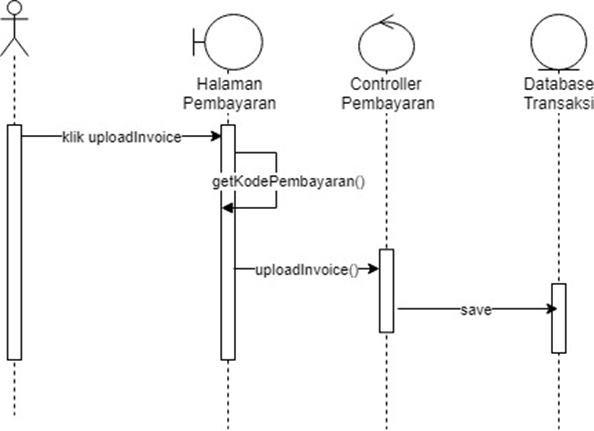 Halaman
Pembayaran
Controller
Pembayaran
Database
Transaksi
klik uploadInvoice
getKodePembayaran()
uploadInvoice()
save